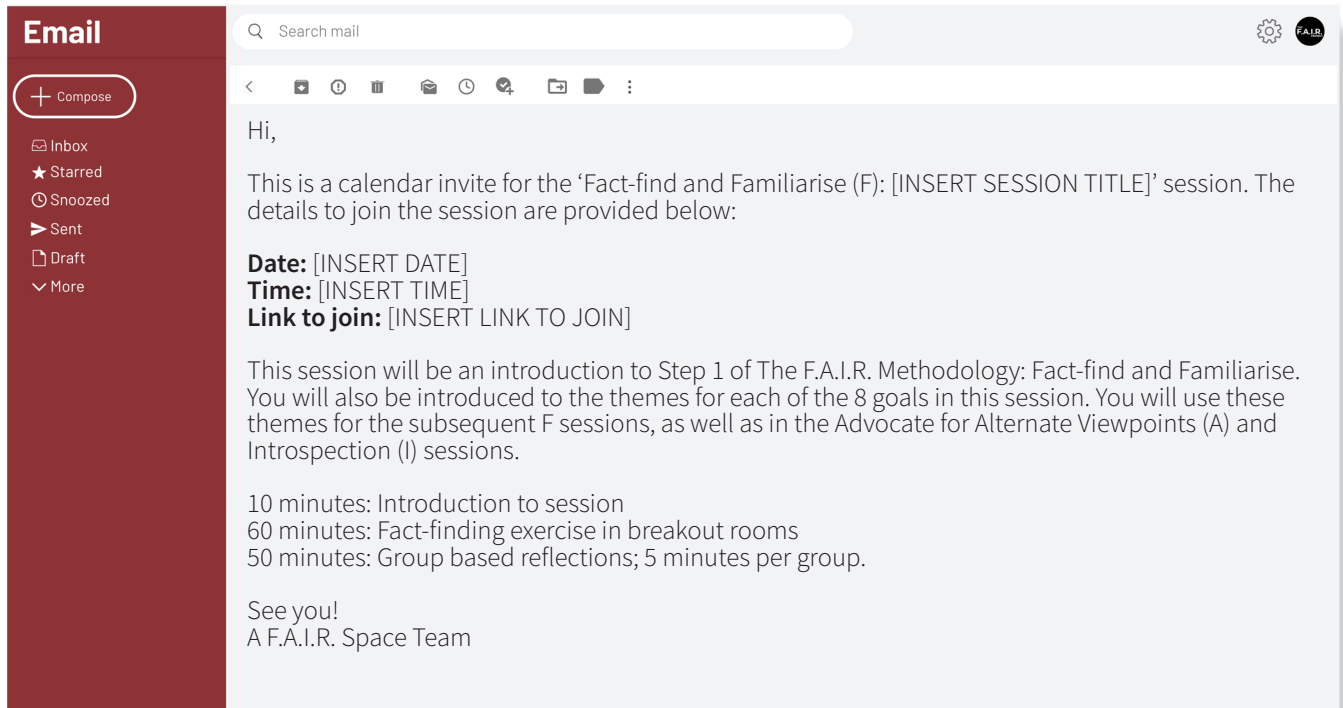 Email
Search mail
F.A.I.R.
Compose
Inbox
Starred
Snoozed
Sent
Draft
More
Hi,
This is a calendar invite for the ‘Fact-find and Familiarise (F): [INSERT SESSION TITLE]’ session. The
details to join the session are provided below:
Date: [INSERT DATE]
Time: [INSERT TIME]
Link to join: [INSERT LINK TO JOIN]
This session will be an introduction to Step 1 of The F.A.I.R. Methodology: Fact-find and Familiarise.
You will also be introduced to the themes for each of the 8 goals in this session. You will use these
themes for the subsequent F sessions, as well as in the Advocate for Alternate Viewpoints (A) and
Introspection (I) sessions.
10 minutes: Introduction to session
60 minutes: Fact-finding exercise in breakout rooms
50 minutes: Group based reflections; 5 minutes per group.
See you!
A F.A.I.R. Space Team